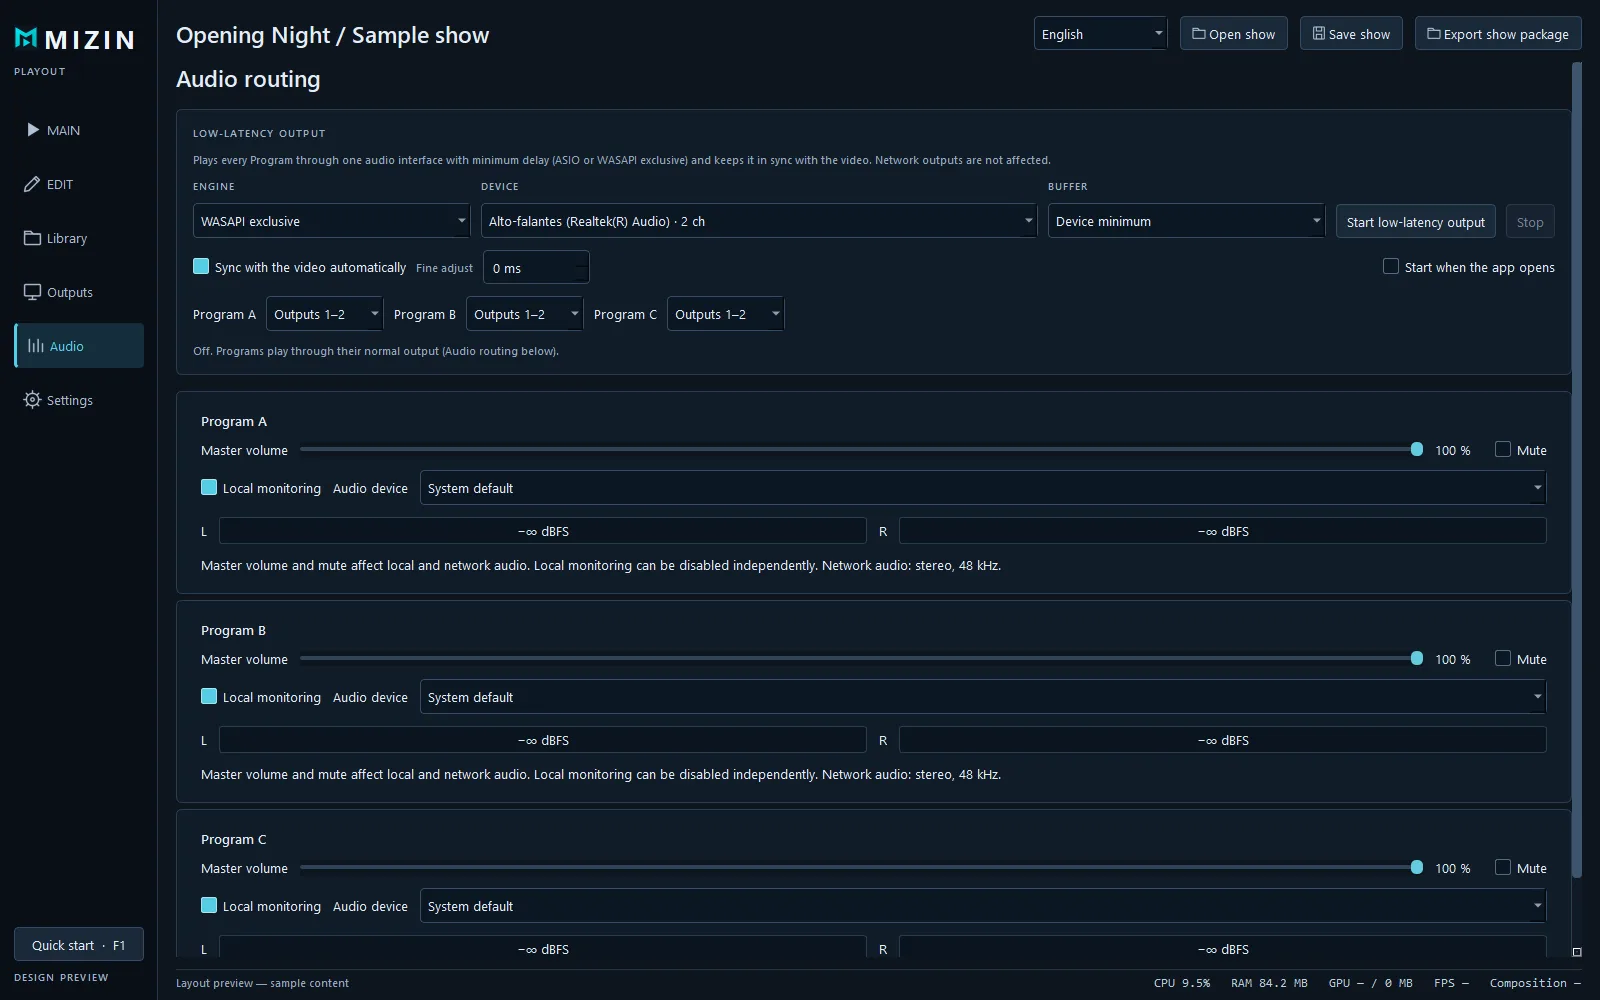 MIZIN
PLAYOUT
MAIN
EDIT
Library
Outputs
Audio
Settings
Quick start · F1
DESIGN PREVIEW
Opening Night / Sample show
English
Open show
Save show
Export show package
Audio routing
LOW-LATENCY OUTPUT
Plays every Program through one audio interface with minimum delay (ASIO or WASAPI exclusive) and keeps it in sync with the video. Network outputs are not affected.
ENGINE DEVICE BUFFER
WASAPI exclusive Alto-falantes (Realtek(R) Audio) · 2 ch Device minimum Start low-latency output Stop
Sync with the video automatically Fine adjust 0 ms Start when the app opens
Program A Outputs 1–2 Program B Outputs 1–2 Program C Outputs 1–2
Off. Programs play through their normal output (Audio routing below).
Program A
Master volume 100 % Mute
Local monitoring Audio device System default
L −∞ dBFS R −∞ dBFS
Master volume and mute affect local and network audio. Local monitoring can be disabled independently. Network audio: stereo, 48 kHz.
Program B
Master volume 100 % Mute
Local monitoring Audio device System default
L −∞ dBFS R −∞ dBFS
Master volume and mute affect local and network audio. Local monitoring can be disabled independently. Network audio: stereo, 48 kHz.
Program C
Master volume 100 % Mute
Local monitoring Audio device System default
L −∞ dBFS R −∞ dBFS
Layout preview — sample content
CPU 9.5% RAM 84.2 MB GPU — / 0 MB FPS — Composition —